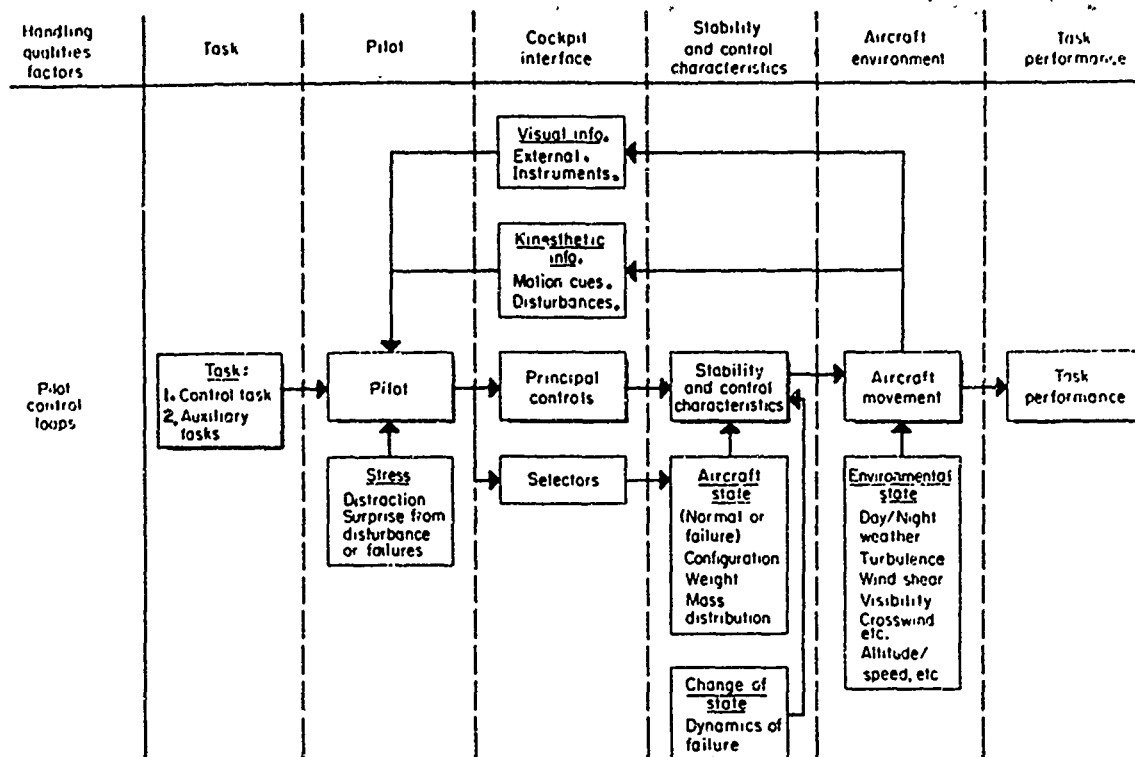 Handling
qualities
factors
Task
Pilot
Cockpit
interface
Stability
and control
characteristics
Aircraft
environment
Task
performance
Visual info.
External.
Instruments.
Kinesthetic
info.
Motion cues.
Disturbances.
Pilot
control
loops
Task:
1. Control task
2. Auxiliary
tasks
Pilot
Principal
controls
Stability
and control
characteristics
Aircraft
movement
Task
performance
Stress
Distraction
Surprise from
disturbance
or failures
Selectors
Aircraft
state
(Normal or
failure)
Configuration
Weight
Mass
distribution
Environmental
state
Day/Night
weather
Turbulence
Wind shear
Visibility
Crosswind
etc.
Altitude/
speed, etc
Change of
state
Dynamics of
failure